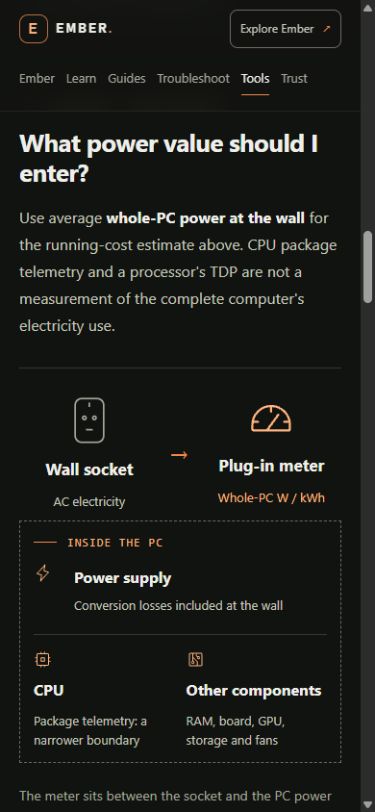 E EMBER.
Explore Ember ↗
Ember Learn Guides Troubleshoot Tools Trust
What power value should I
enter?
Use average whole-PC power at the wall for
the running-cost estimate above. CPU package
telemetry and a processor's TDP are not a
measurement of the complete computer's
electricity use.
Wall socket
AC electricity
→
Plug-in meter
Whole-PC W / kWh
INSIDE THE PC
Power supply
Conversion losses included at the wall
CPU
Package telemetry: a
narrower boundary
Other components
RAM, board, GPU,
storage and fans
The meter sits between the socket and the PC power